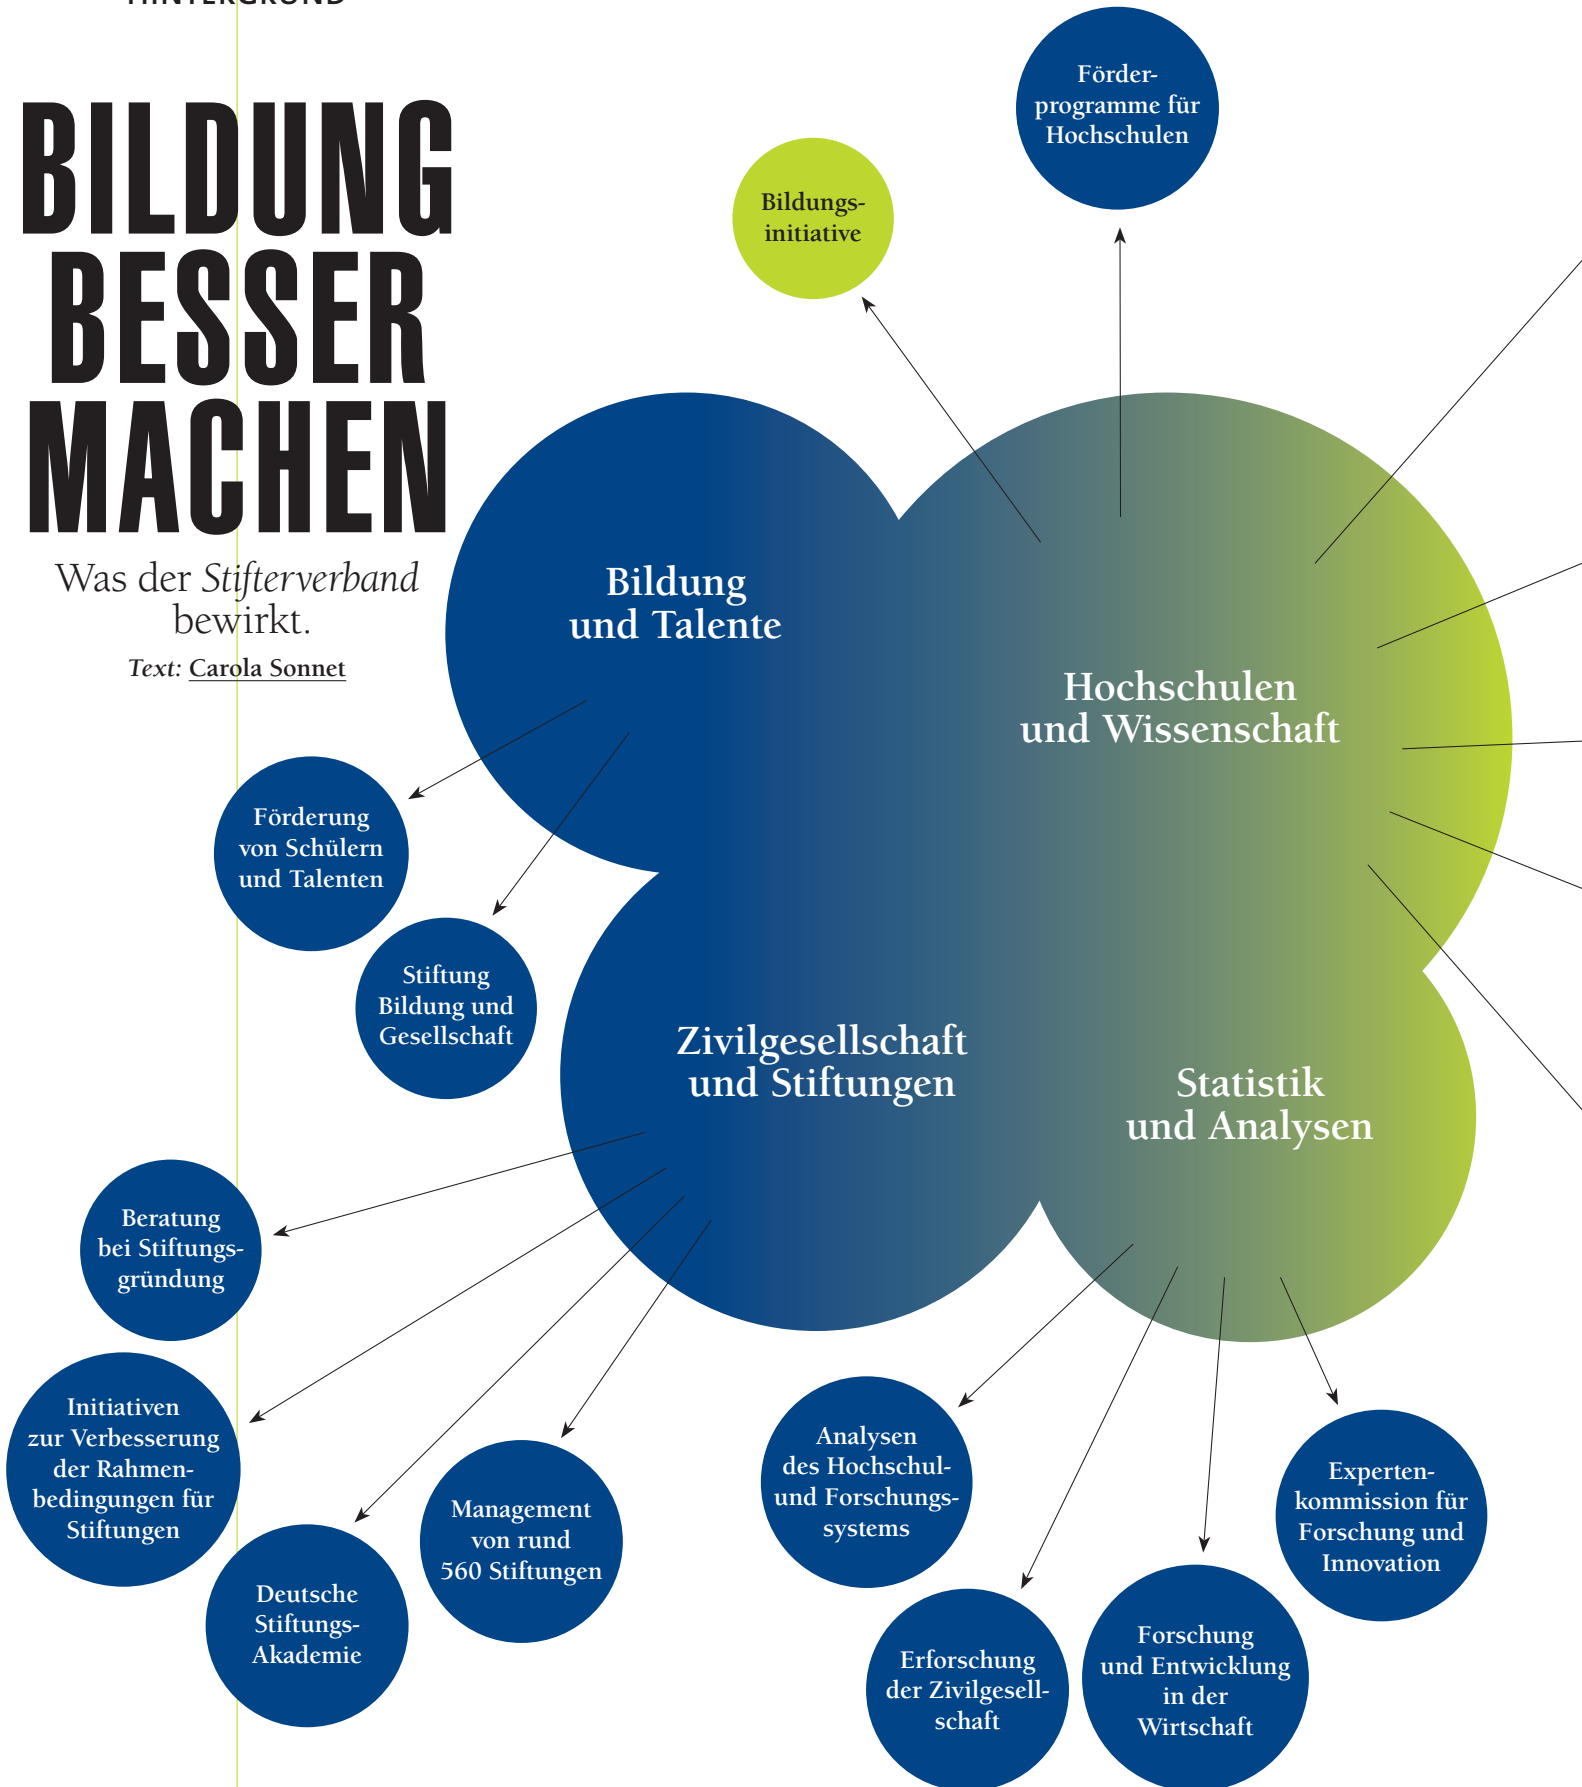 HINTERGRUND
BILDUNG
BESSER
MACHEN
Was der Stifterverband
bewirkt.
Text: Carola Sonnet
Förder-
programme für
Hochschulen
Bildungs-
initiative
Bildung
und Talente
Hochschulen
und Wissenschaft
Förderung
von Schülern
und Talenten
Stiftung
Bildung und
Gesellschaft
Zivilgesellschaft
und Stiftungen
Statistik
und Analysen
Beratung
bei Stiftungs-
gründung
Initiativen
zur Verbesserung
der Rahmen-
bedingungen für
Stiftungen
Deutsche
Stiftungs-
Akademie
Management
von rund
560 Stiftungen
Analysen
des Hochschul-
und Forschungs-
systems
Erforschung
der Zivilgesell-
schaft
Forschung
und Entwicklung
in der
Wirtschaft
Experten-
kommission für
Forschung und
Innovation